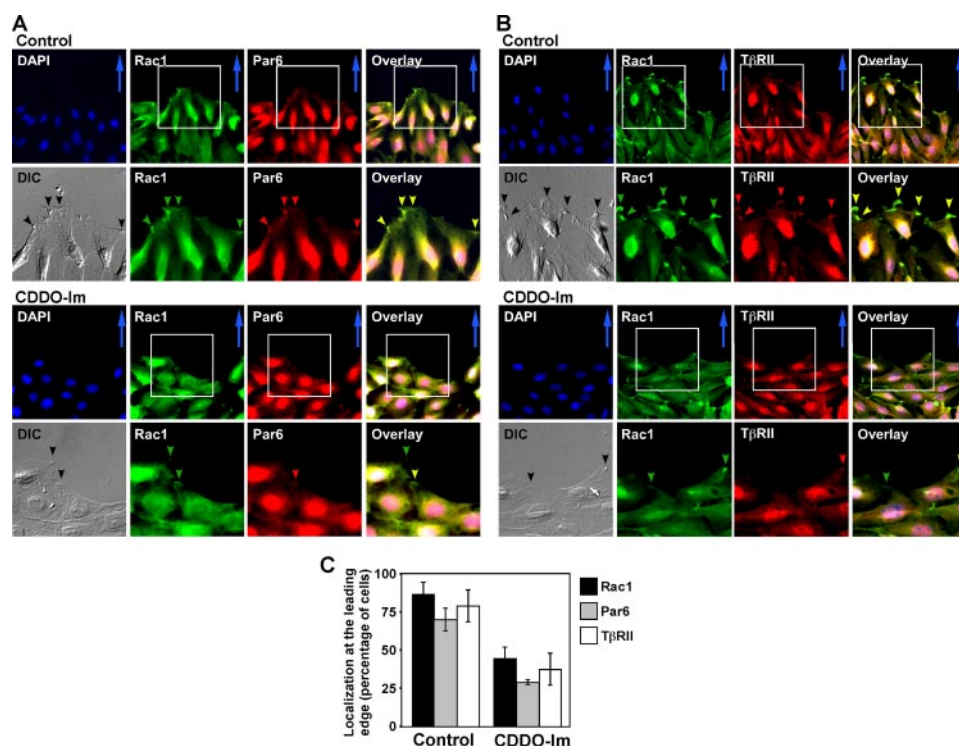 A
Control
DAPI Rac1 Par6 Overlay
DIC Rac1 Par6 Overlay
CDDO-Im
DAPI Rac1 Par6 Overlay
DIC Rac1 Par6 Overlay
B
Control
DAPI Rac1 TβRII Overlay
DIC Rac1 TβRII Overlay
CDDO-Im
DAPI Rac1 TβRII Overlay
DIC Rac1 TβRII Overlay
C
Localization at the leading
edge (percentage of cells)
100
75
50
25
0
Control CDDO-Im
Rac1
Par6
TβRII